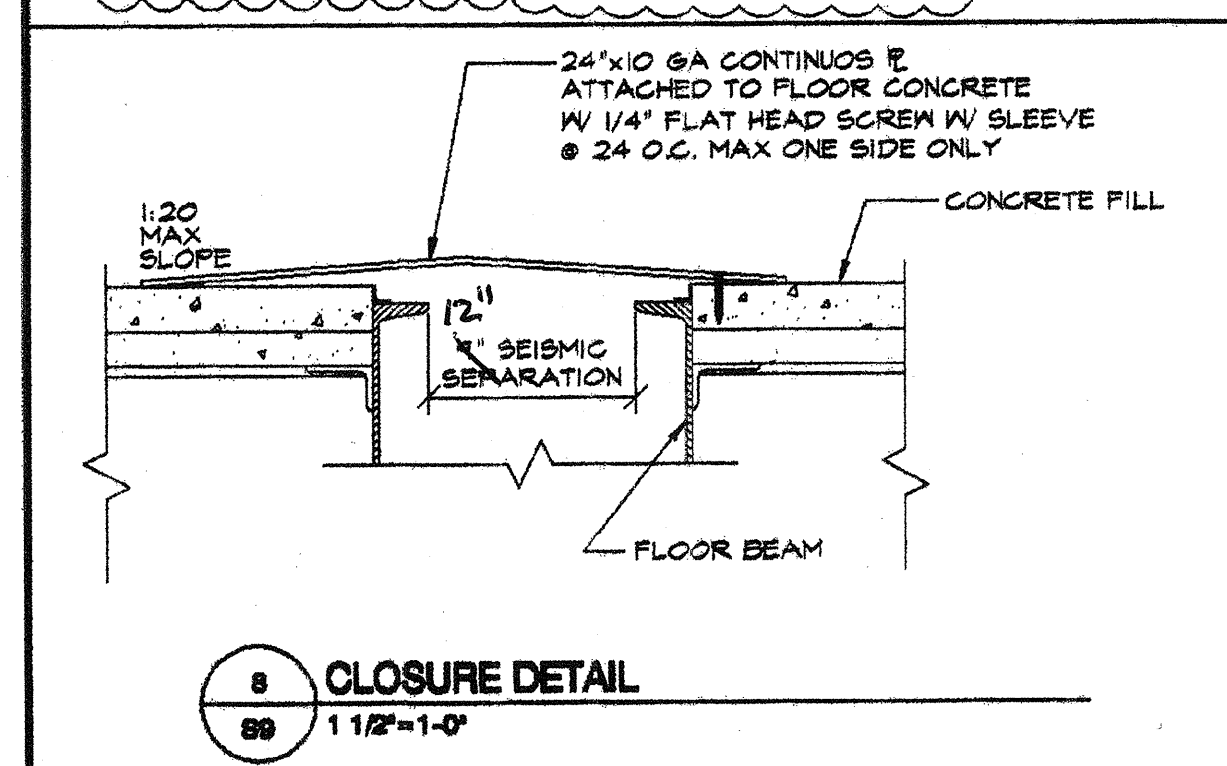 24"x10 GA CONTINUOS ℄
ATTACHED TO FLOOR CONCRETE
W/ 1/4" FLAT HEAD SCREW W/ SLEEVE
@ 24 O.C. MAX ONE SIDE ONLY
CONCRETE FILL
1:20
MAX
SLOPE
12"
" SEISMIC
SEPARATION
FLOOR BEAM
8
S9
CLOSURE DETAIL
1 1/2"=1-0"